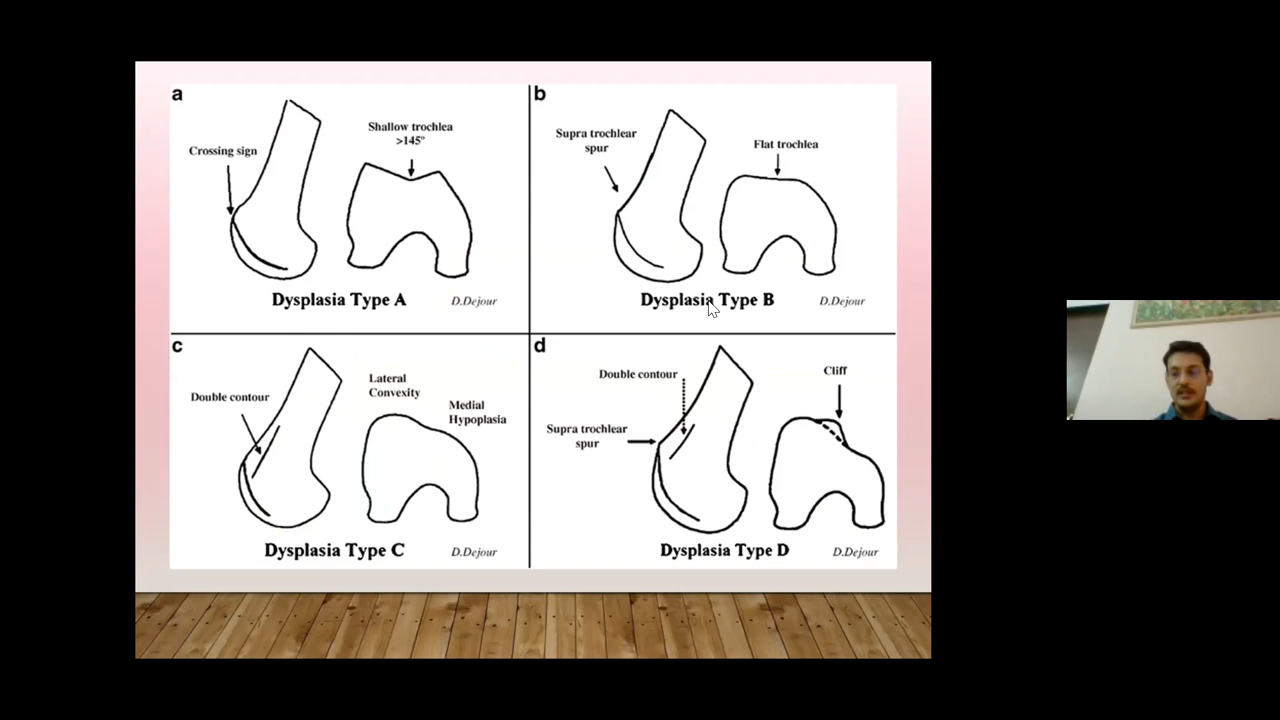 a
Shallow trochlea
>145°
Crossing sign
Dysplasia Type A
D.Dejour
b
Supra trochlear
spur
Flat trochlea
Dysplasia Type B
D.Dejour
c
Lateral
Convexity
Double contour
Medial
Hypoplasia
Dysplasia Type C
D.Dejour
d
Cliff
Double contour
Supra trochlear
spur
Dysplasia Type D
D.Dejour